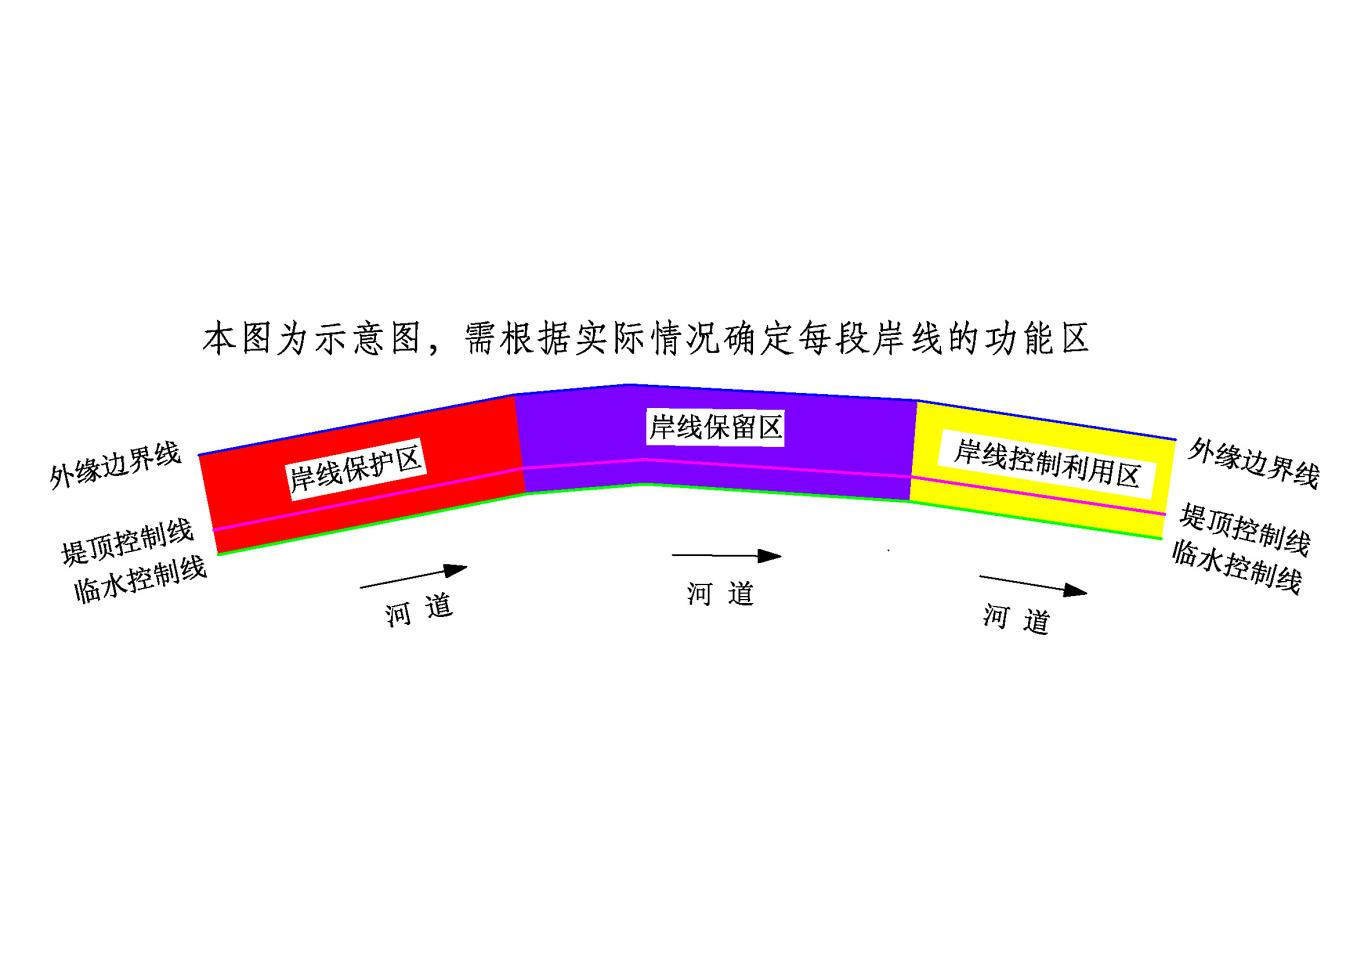 本图为示意图，需根据实际情况确定每段岸线的功能区
岸线保留区
岸线保护区
岸线控制利用区
外缘边界线
外缘边界线
堤顶控制线
堤顶控制线
临水控制线
临水控制线
河 道
河 道
河 道